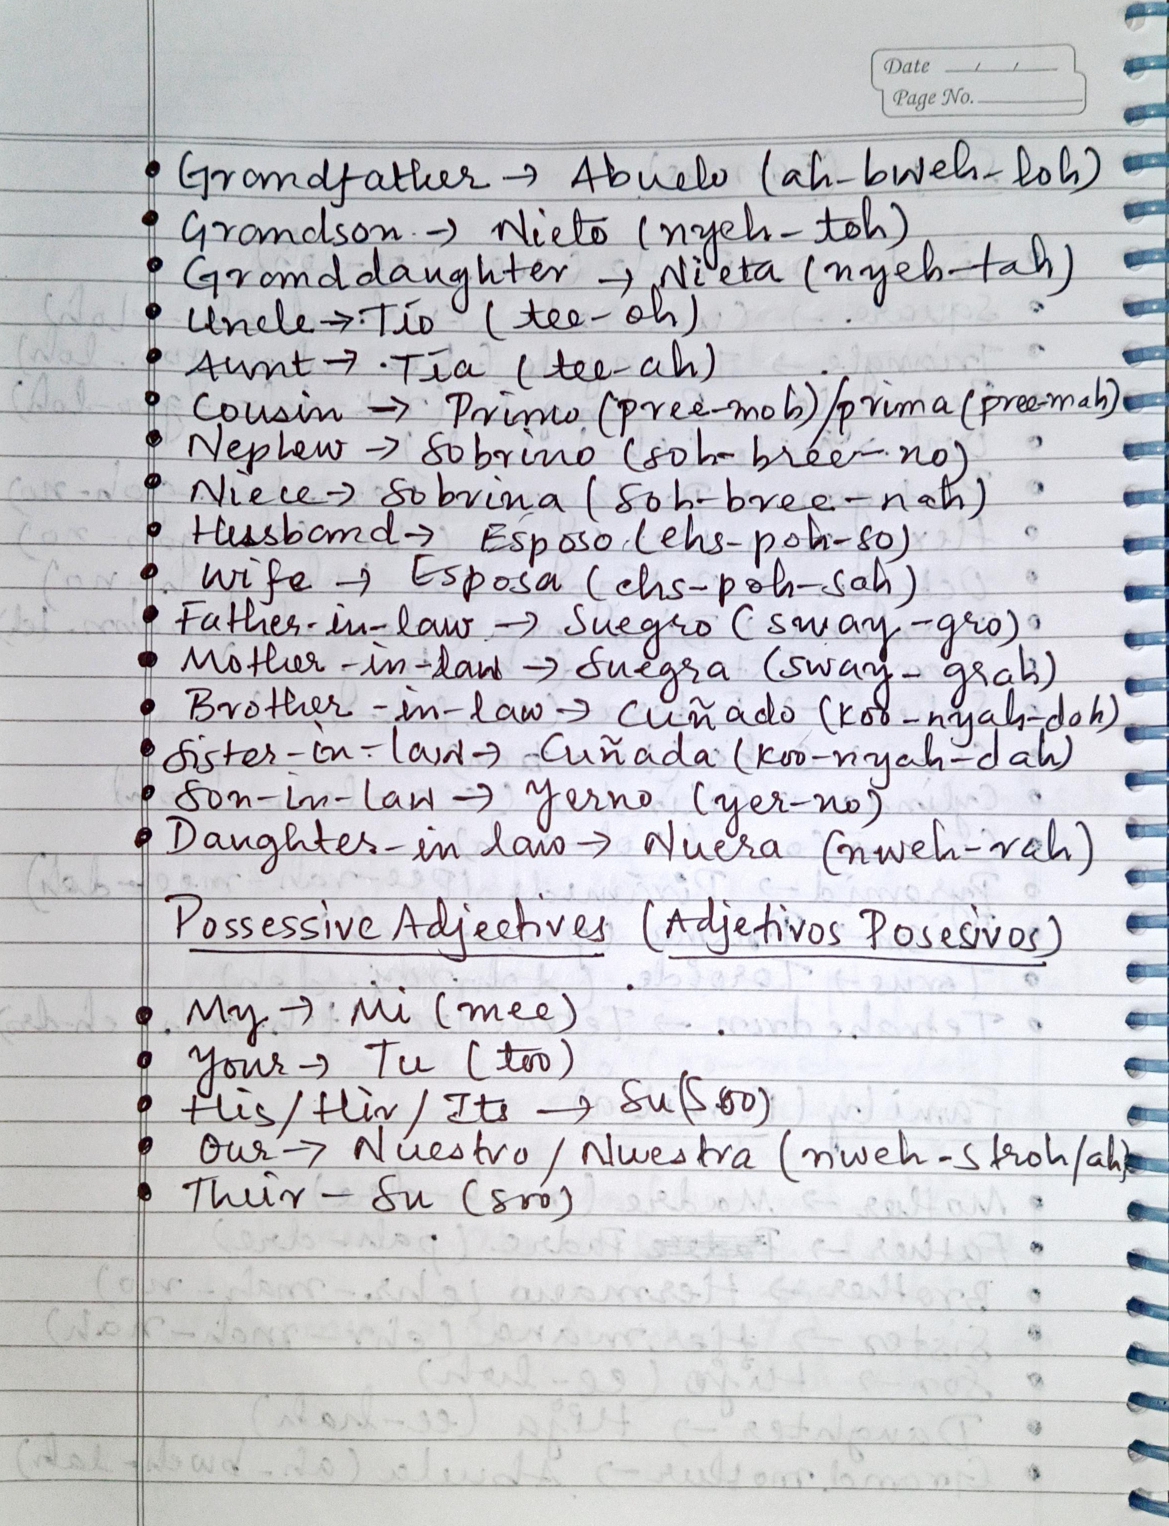 Date / /
Page No.
• Grandfather → Abuelo (ah-bweh-loh)
• Grandson → Nieto (nyeh-toh)
• Granddaughter → Nieta (nyeh-tah)
• Uncle → Tío (tee-oh)
• Aunt → Tía (tee-ah)
• Cousin → Primo (pree-moh)/prima (pree-mah)
• Nephew → Sobrino (soh-bree-no)
• Niece → Sobrina (soh-bree-nah)
• Husband → Esposo (ehs-poh-so)
• Wife → Esposa (ehs-poh-sah)
• Father-in-law → Suegro (sway-gro)
• Mother-in-law → Suegra (sway-grah)
• Brother-in-law → Cuñado (koo-nyah-doh)
• Sister-in-law → Cuñada (koo-nyah-dah)
• Son-in-law → Yerno (yer-no)
• Daughter-in law → Nuera (nweh-rah)
Possessive Adjectives (Adjetivos Posesivos)
• My → Mi (mee)
• Your → Tu (too)
• His/Hir/Its → Su (soo)
• Our → Nuestro/Nuestra (nweh-stroh/ah)
• Their - Su (soo)